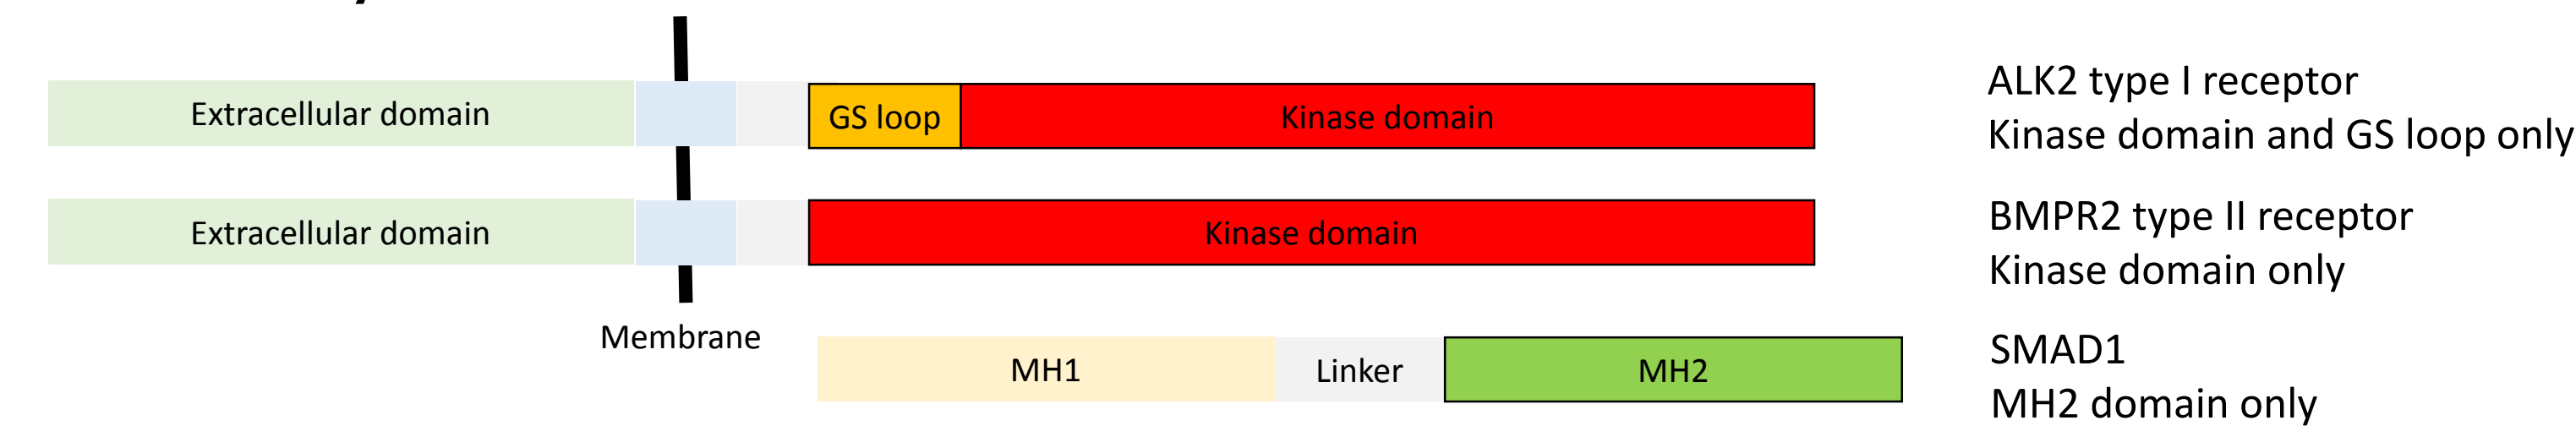 Extracellular domain
GS loop
Kinase domain
ALK2 type I receptor
Kinase domain and GS loop only
Extracellular domain
Kinase domain
BMPR2 type II receptor
Kinase domain only
Membrane
MH1
Linker
MH2
SMAD1
MH2 domain only